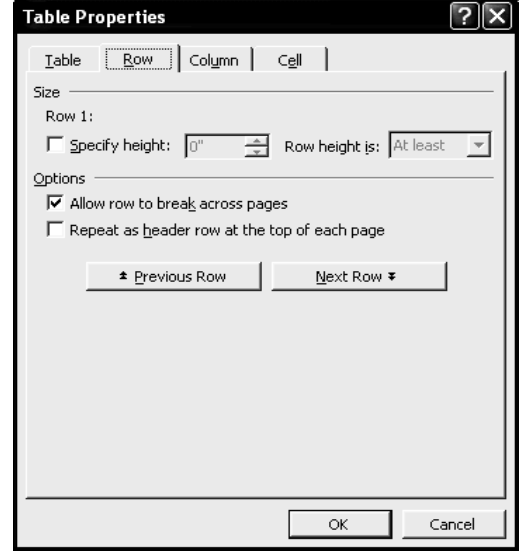 Table Properties
Table Row Column Cell
Size
Row 1:
Specify height: 0" Row height is: At least
Options
Allow row to break across pages
Repeat as header row at the top of each page
Previous Row Next Row
OK Cancel